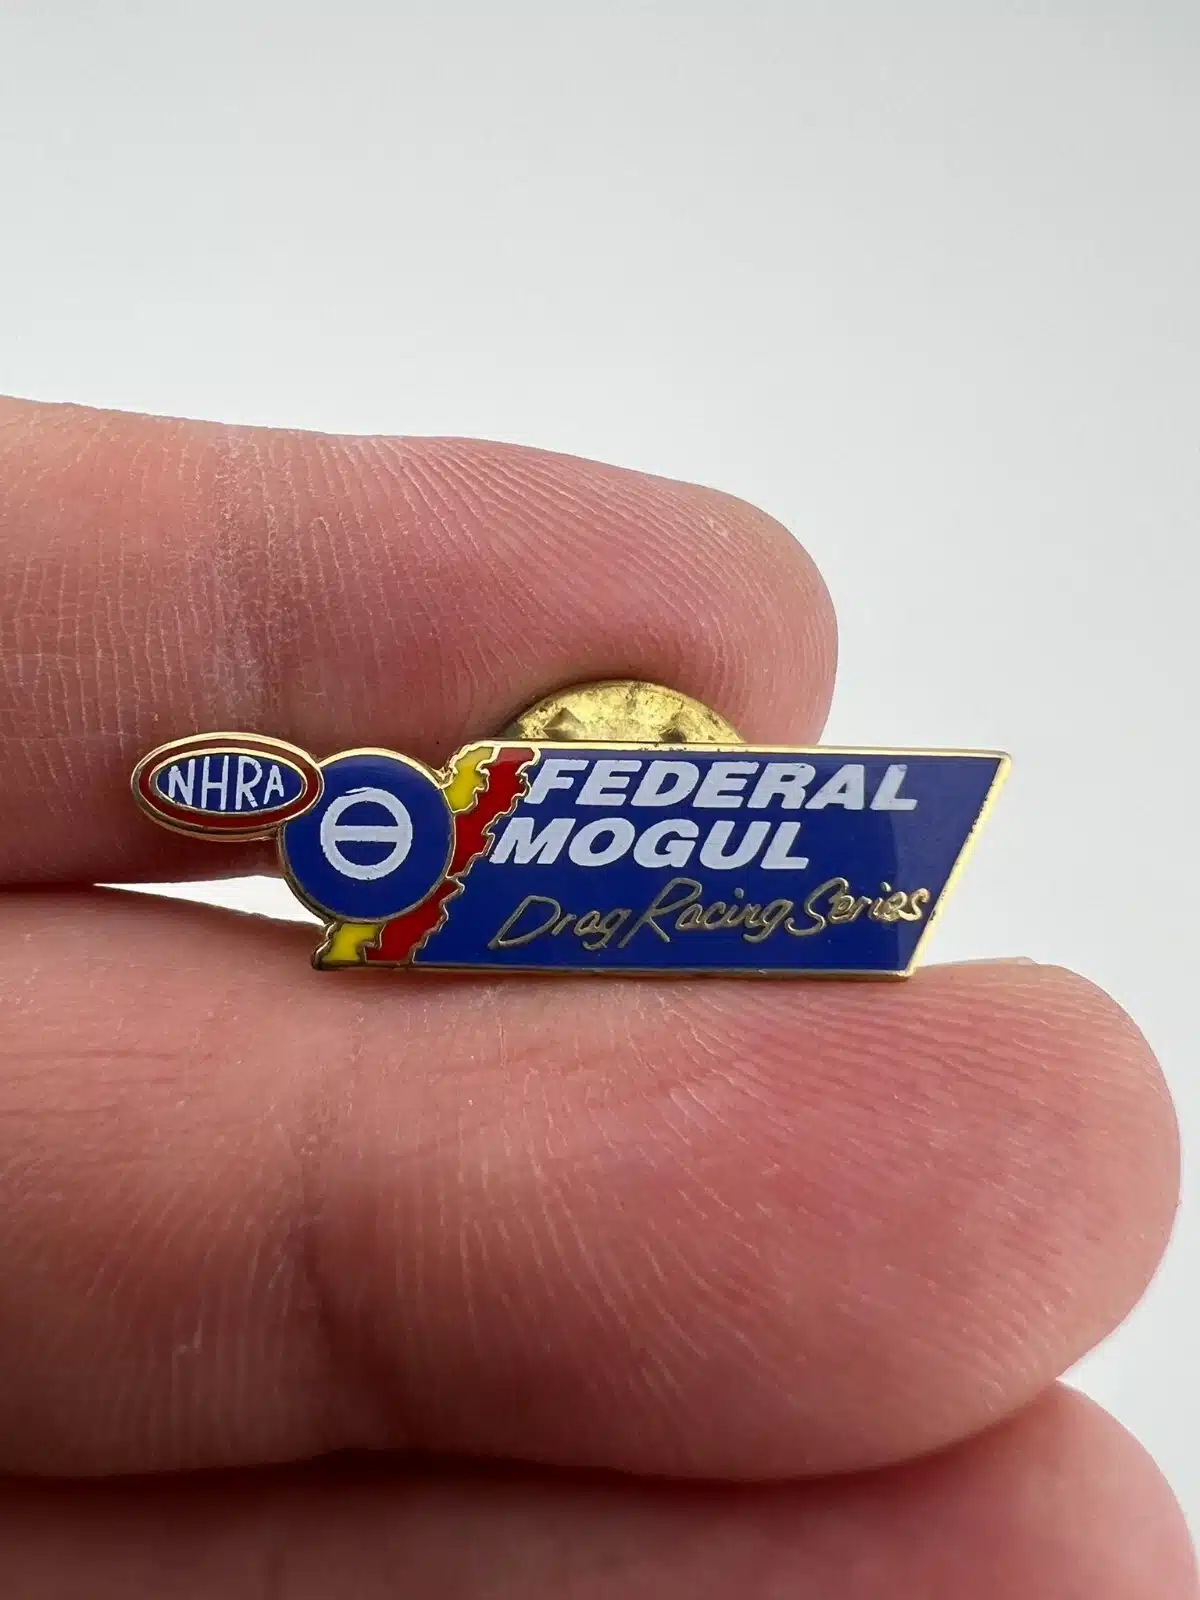 NHRA
FEDERAL
MOGUL
Drag Racing Series